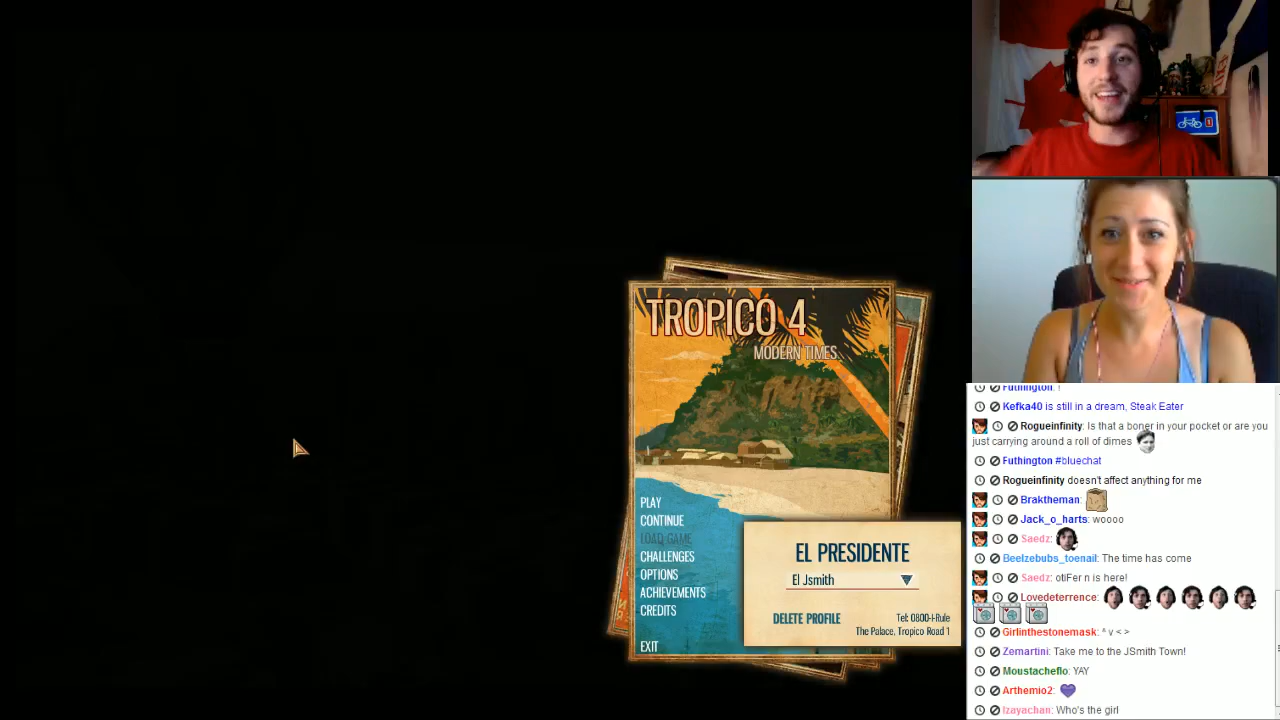 TROPICO 4
MODERN TIMES
PLAY
CONTINUE
LOAD GAME
CHALLENGES
OPTIONS
ACHIEVEMENTS
CREDITS
EXIT
EL PRESIDENTE
El Jsmith
DELETE PROFILE
Tel: 0800-I-Rule
The Palace, Tropico Road 1
Futhington: !
Kefka40 is still in a dream, Steak Eater
Rogueinfinity: Is that a boner in your pocket or are you
just carrying around a roll of dimes
Futhington #bluechat
Rogueinfinity doesn't affect anything for me
Braktheman:
Jack_o_harts: woooo
Saedz:
Beelzebubs_toenail: The time has come
Saedz: otlFer n is here!
Lovedeterrence:
Girlinthestonemask: ^ v < >
Zemartini: Take me to the JSmith Town!
Moustacheflo: YAY
Arthemio2:
Izayachan: Who's the girl